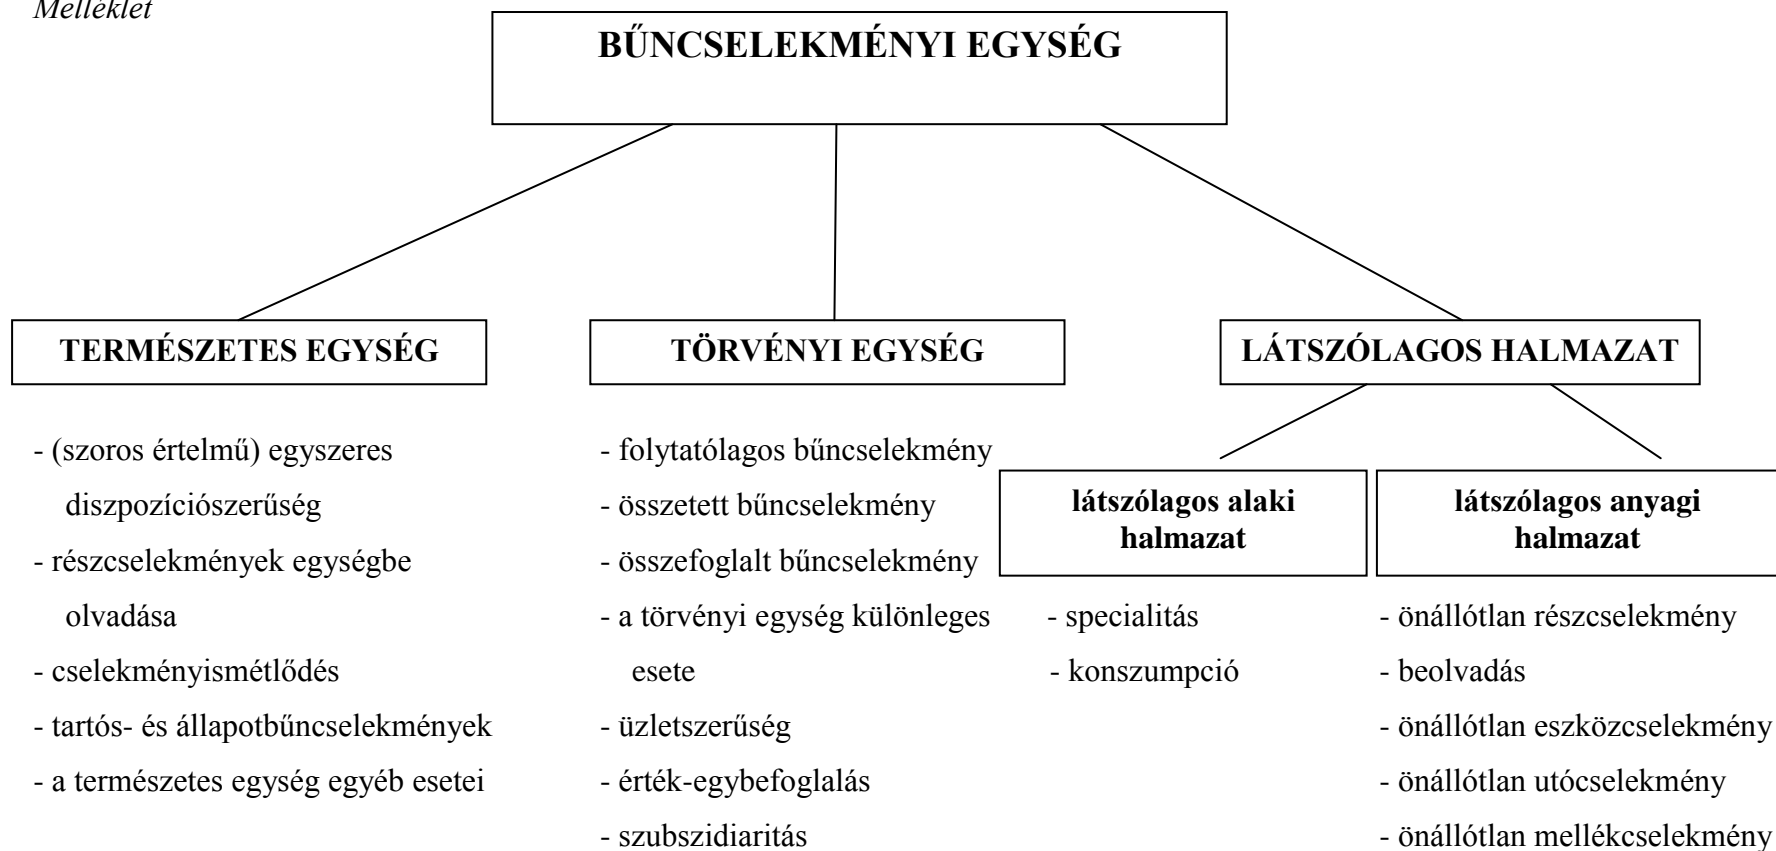 Melléklet
BŰNCSELEKMÉNYI EGYSÉG
TERMÉSZETES EGYSÉG
- (szoros értelmű) egyszeres
diszpozíciószerűség
- részcselekmények egységbe
olvadása
- cselekményismétlődés
- tartós- és állapotbűncselekmények
- a természetes egység egyéb esetei
TÖRVÉNYI EGYSÉG
- folytatólagos bűncselekmény
- összetett bűncselekmény
- összefoglalt bűncselekmény
- a törvényi egység különleges
esete
- üzletszerűség
- érték-egybefoglalás
- szubszidiaritás
LÁTSZÓLAGOS HALMAZAT
látszólagos alaki
halmazat
- specialitás
- konszumpció
látszólagos anyagi
halmazat
- önállótlan részcselekmény
- beolvadás
- önállótlan eszközcselekmény
- önállótlan utócselekmény
- önállótlan mellékcselekmény